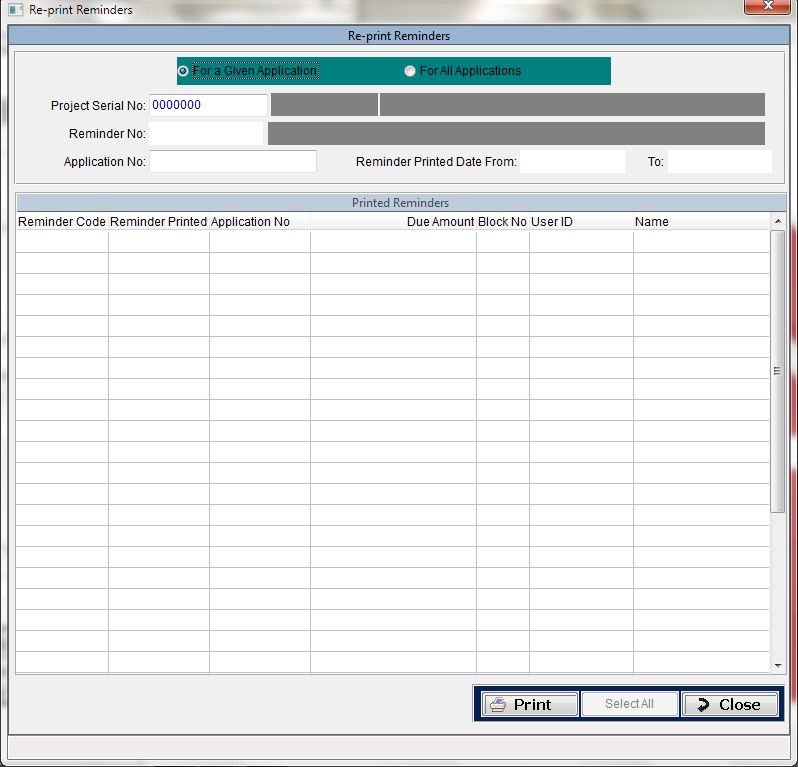 Re-print Reminders
Re-print Reminders
For a Given Application For All Applications
Project Serial No: 0000000
Reminder No:
Application No: Reminder Printed Date From: To:
Printed Reminders
Reminder Code Reminder Printed Application No Due Amount Block No User ID Name
Print Select All Close